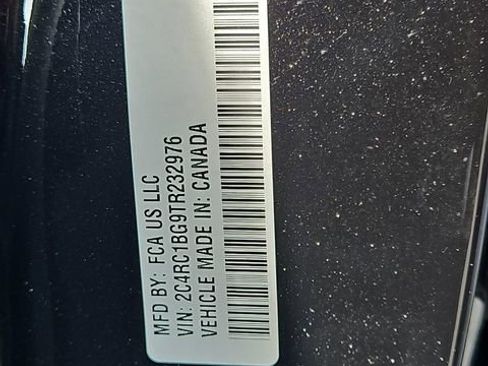 MFD BY: FCA US LLC
VIN: 2C4RC1BG9TR232976
VEHICLE MADE IN: CANADA